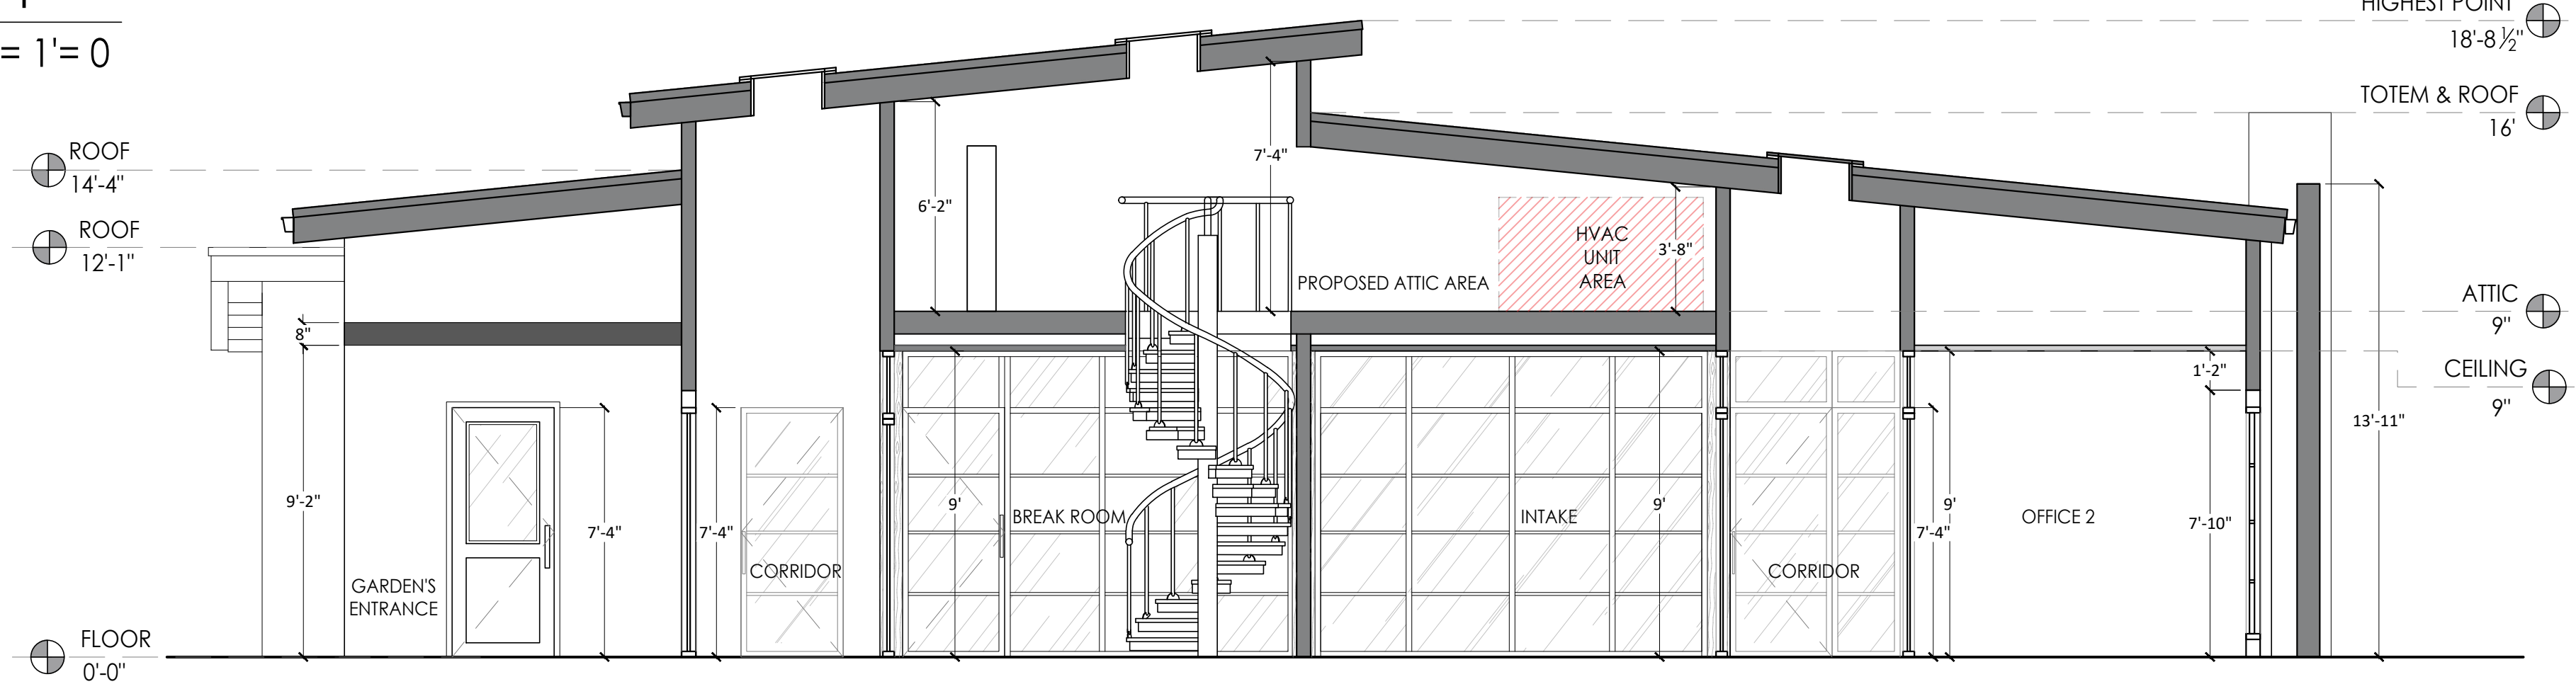 = 1'= 0
HIGHEST POINT
18'-8½"
TOTEM & ROOF
16'
ROOF
14'-4"
ROOF
12'-1"
7'-4"
6'-2"
HVAC
UNIT
AREA
3'-8"
PROPOSED ATTIC AREA
ATTIC
9"
8"
CEILING
9"
1'-2"
13'-11"
9'-2"
7'-4"
7'-4"
9'
BREAK ROOM
INTAKE
9'
9'
7'-4"
OFFICE 2
7'-10"
CORRIDOR
CORRIDOR
GARDEN'S
ENTRANCE
FLOOR
0'-0"